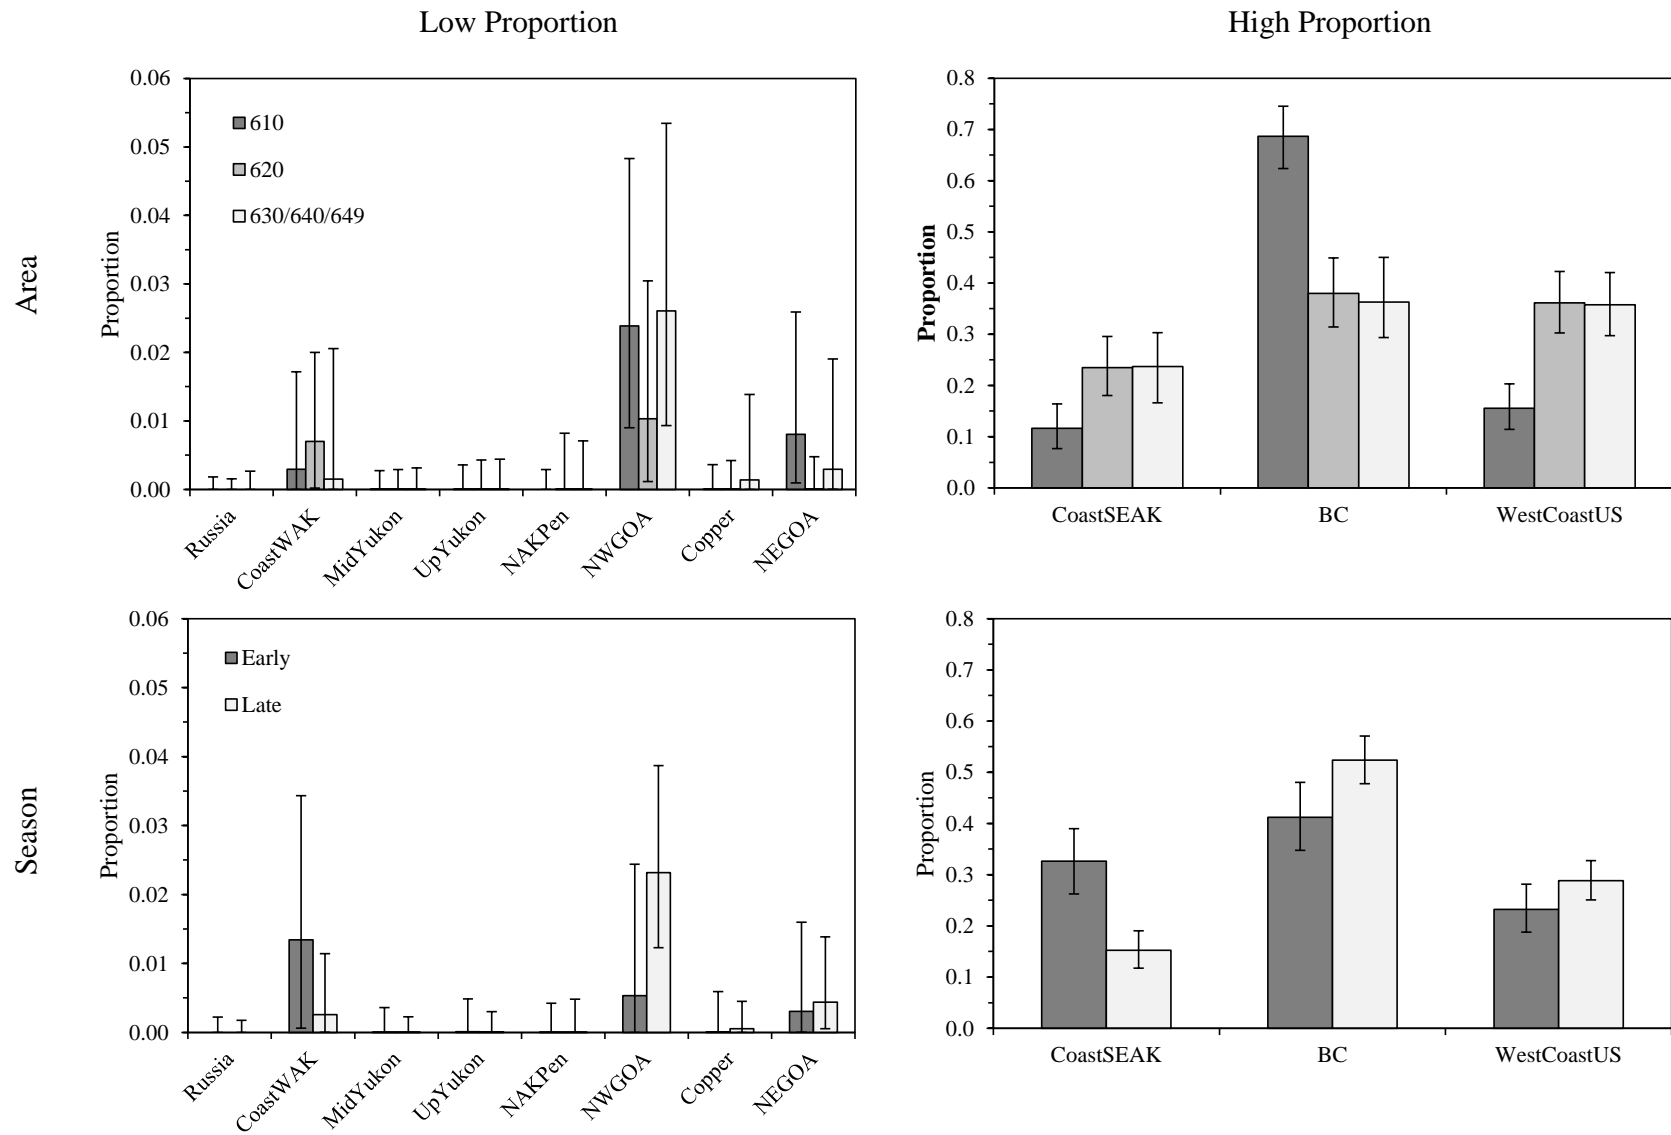 Low Proportion
High Proportion
Area
Proportion
0.06
0.05
0.04
0.03
0.02
0.01
0.00
610
620
630/640/649
Russia
CoastWAK
MidYukon
UpYukon
NAKPen
NWGOA
Copper
NEGOA
Proportion
0.8
0.7
0.6
0.5
0.4
0.3
0.2
0.1
0.0
CoastSEAK
BC
WestCoastUS
Season
Proportion
0.06
0.05
0.04
0.03
0.02
0.01
0.00
Early
Late
Russia
CoastWAK
MidYukon
UpYukon
NAKPen
NWGOA
Copper
NEGOA
Proportion
0.8
0.7
0.6
0.5
0.4
0.3
0.2
0.1
0.0
CoastSEAK
BC
WestCoastUS